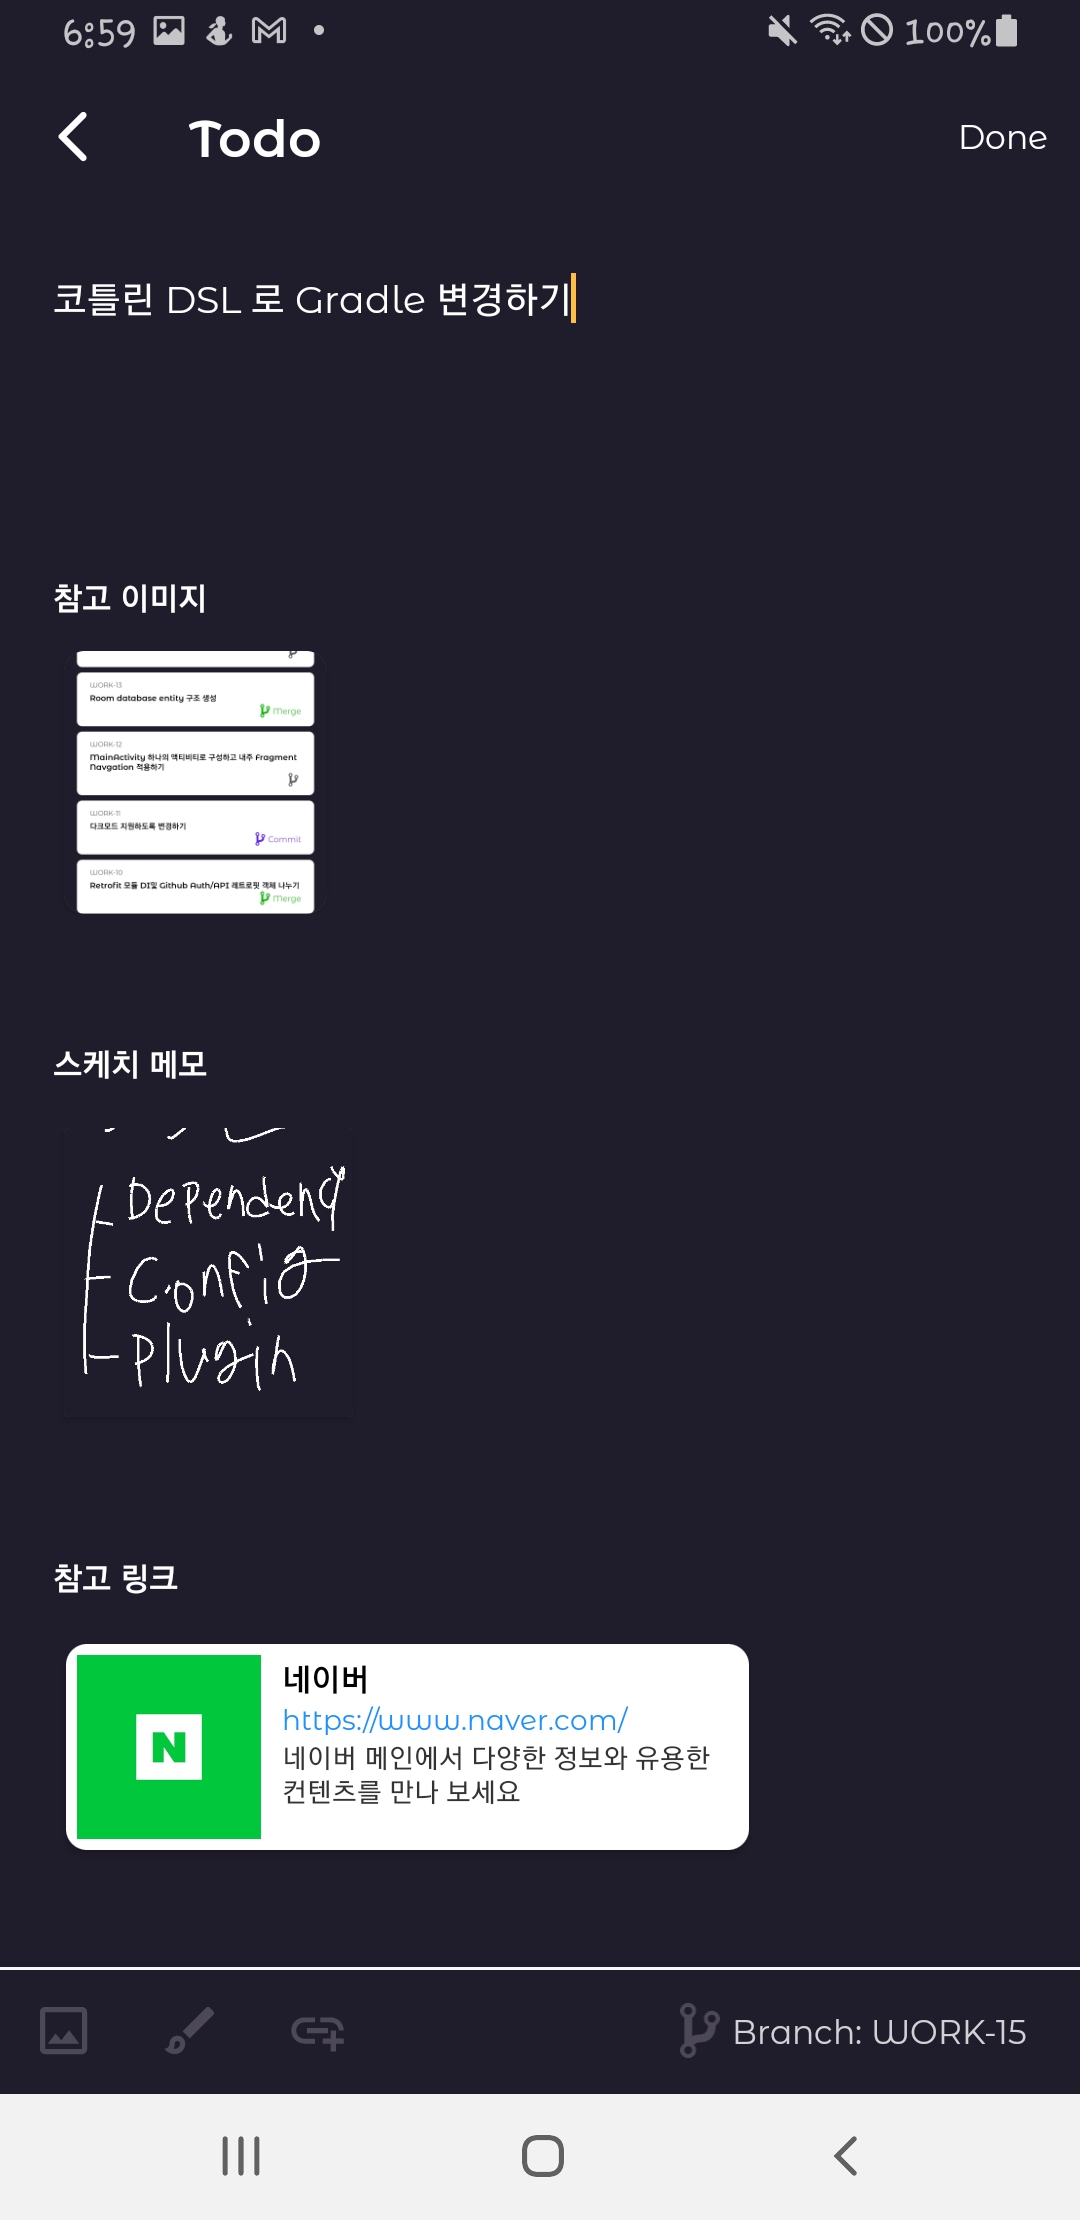 6:59
100%
Todo
Done
코틀린 DSL 로 Gradle 변경하기
참고 이미지
WORK-13
Room database entity 구조 생성
Merge
WORK-12
MainActivity 하나의 액티비티로 구성하고 내주 Fragment
Navgation 적용하기
WORK-11
다크모드 지원하도록 변경하기
Commit
WORK-10
Retrofit 모듈 DI및 Github Auth/API 레트로핏 객체 나누기
Merge
스케치 메모
Dependency
Config
Plugin
참고 링크
N
네이버
https://www.naver.com/
네이버 메인에서 다양한 정보와 유용한
컨텐츠를 만나 보세요
Branch: WORK-15